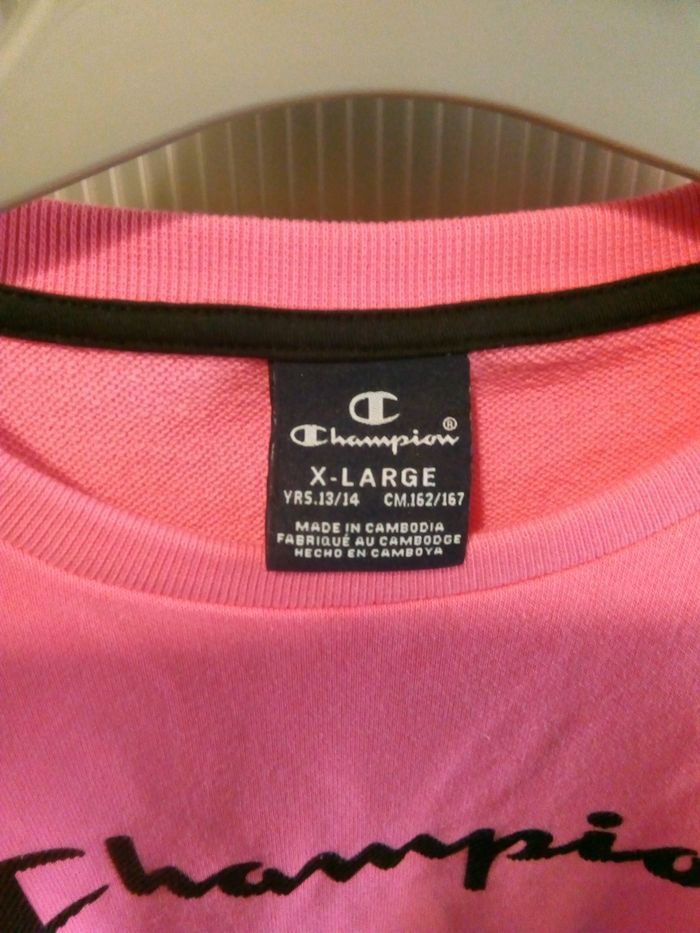 Champion®
X-LARGE
YRS.13/14 CM.162/167
MADE IN CAMBODIA
FABRIQUÉ AU CAMBODGE
HECHO EN CAMBOYA
Champio